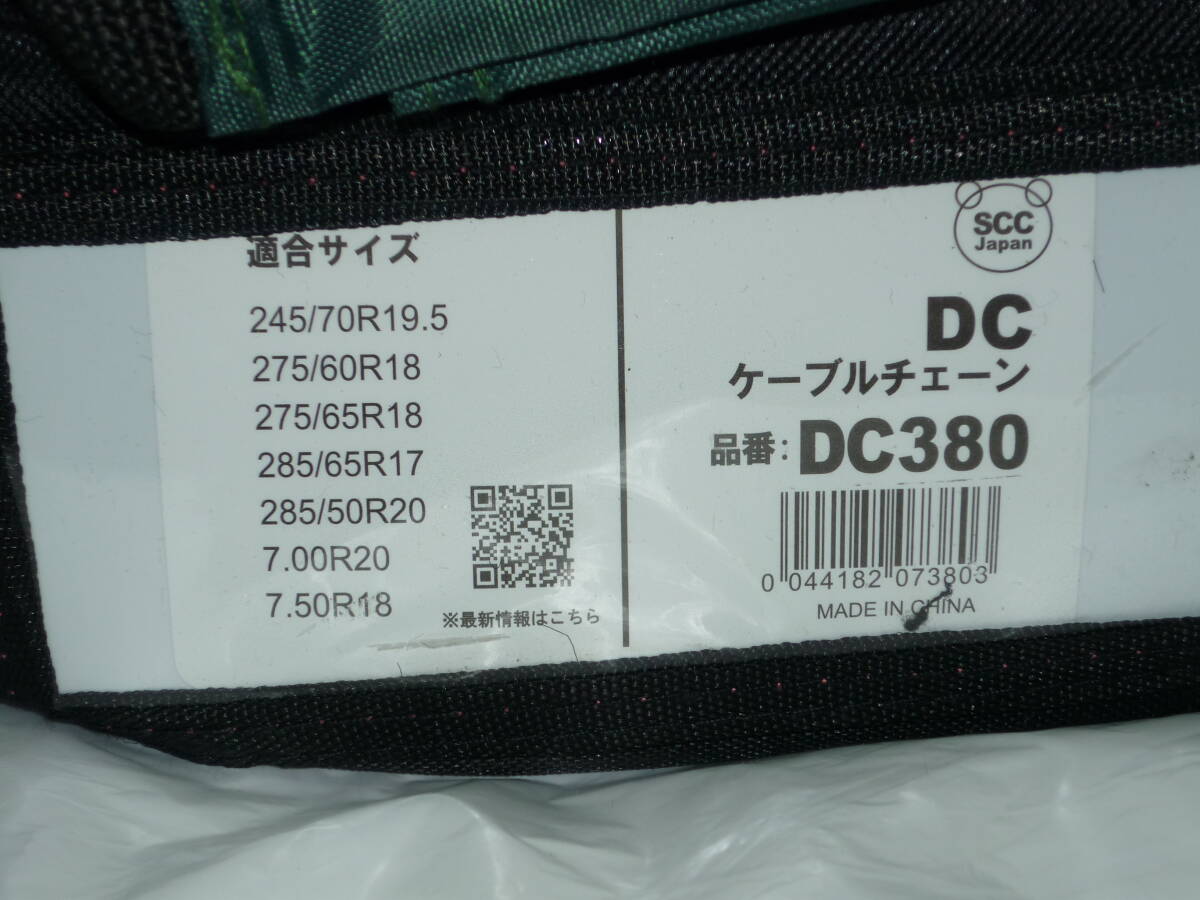 適合サイズ
245/70R19.5
275/60R18
275/65R18
285/65R17
285/50R20
7.00R20
7.50R18
※最新情報はこちら
SCC
Japan
DC
ケーブルチェーン
品番: DC380
0 044182 073803
MADE IN CHINA